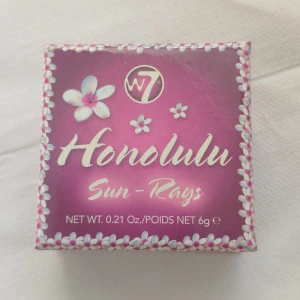 W7
Honolulu
Sun - Rays
NET WT. 0.21 Oz./POIDS NET 6g ℮